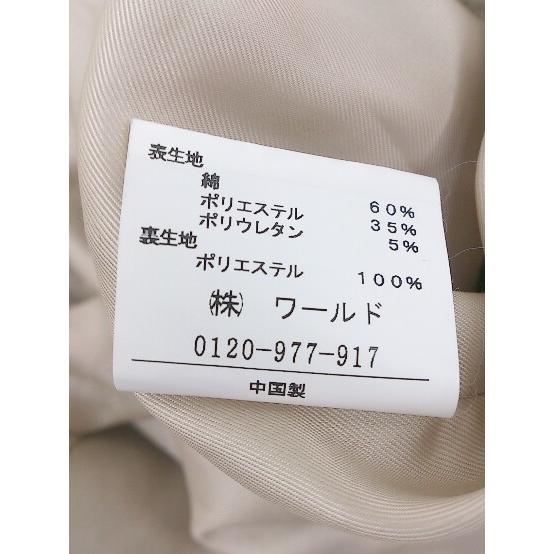 表生地
綿 60%
ポリエステル 35%
ポリウレタン 5%
裏生地
ポリエステル 100%
㈱ ワールド
0120-977-917
中国製